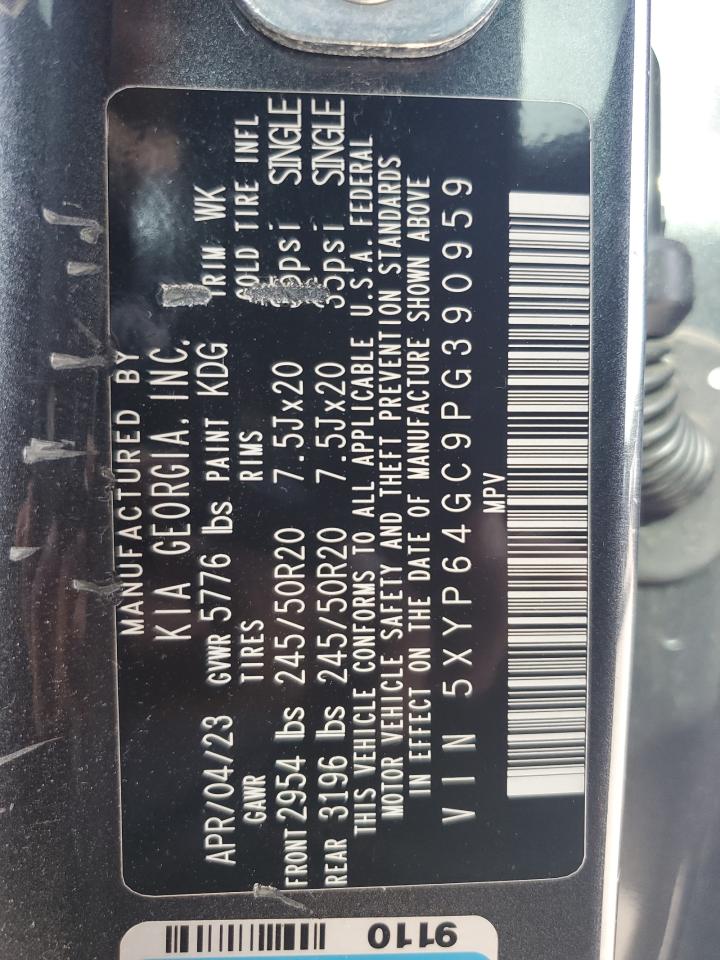 MANUFACTURED BY
KIA GEORGIA, INC.
APR/04/23 GVWR 5776 lbs PAINT KDG TRIM WK
GAWR TIRES RIMS COLD TIRE INFL
FRONT 2954 lbs 245/50R20 7.5Jx20 SINGLE
REAR 3196 lbs 245/50R20 7.5Jx20 35psi SINGLE
THIS VEHICLE CONFORMS TO ALL APPLICABLE U.S.A. FEDERAL
MOTOR VEHICLE SAFETY AND THEFT PREVENTION STANDARDS
IN EFFECT ON THE DATE OF MANUFACTURE SHOWN ABOVE
VIN 5XYP64GC9PG390959
MPV
9110